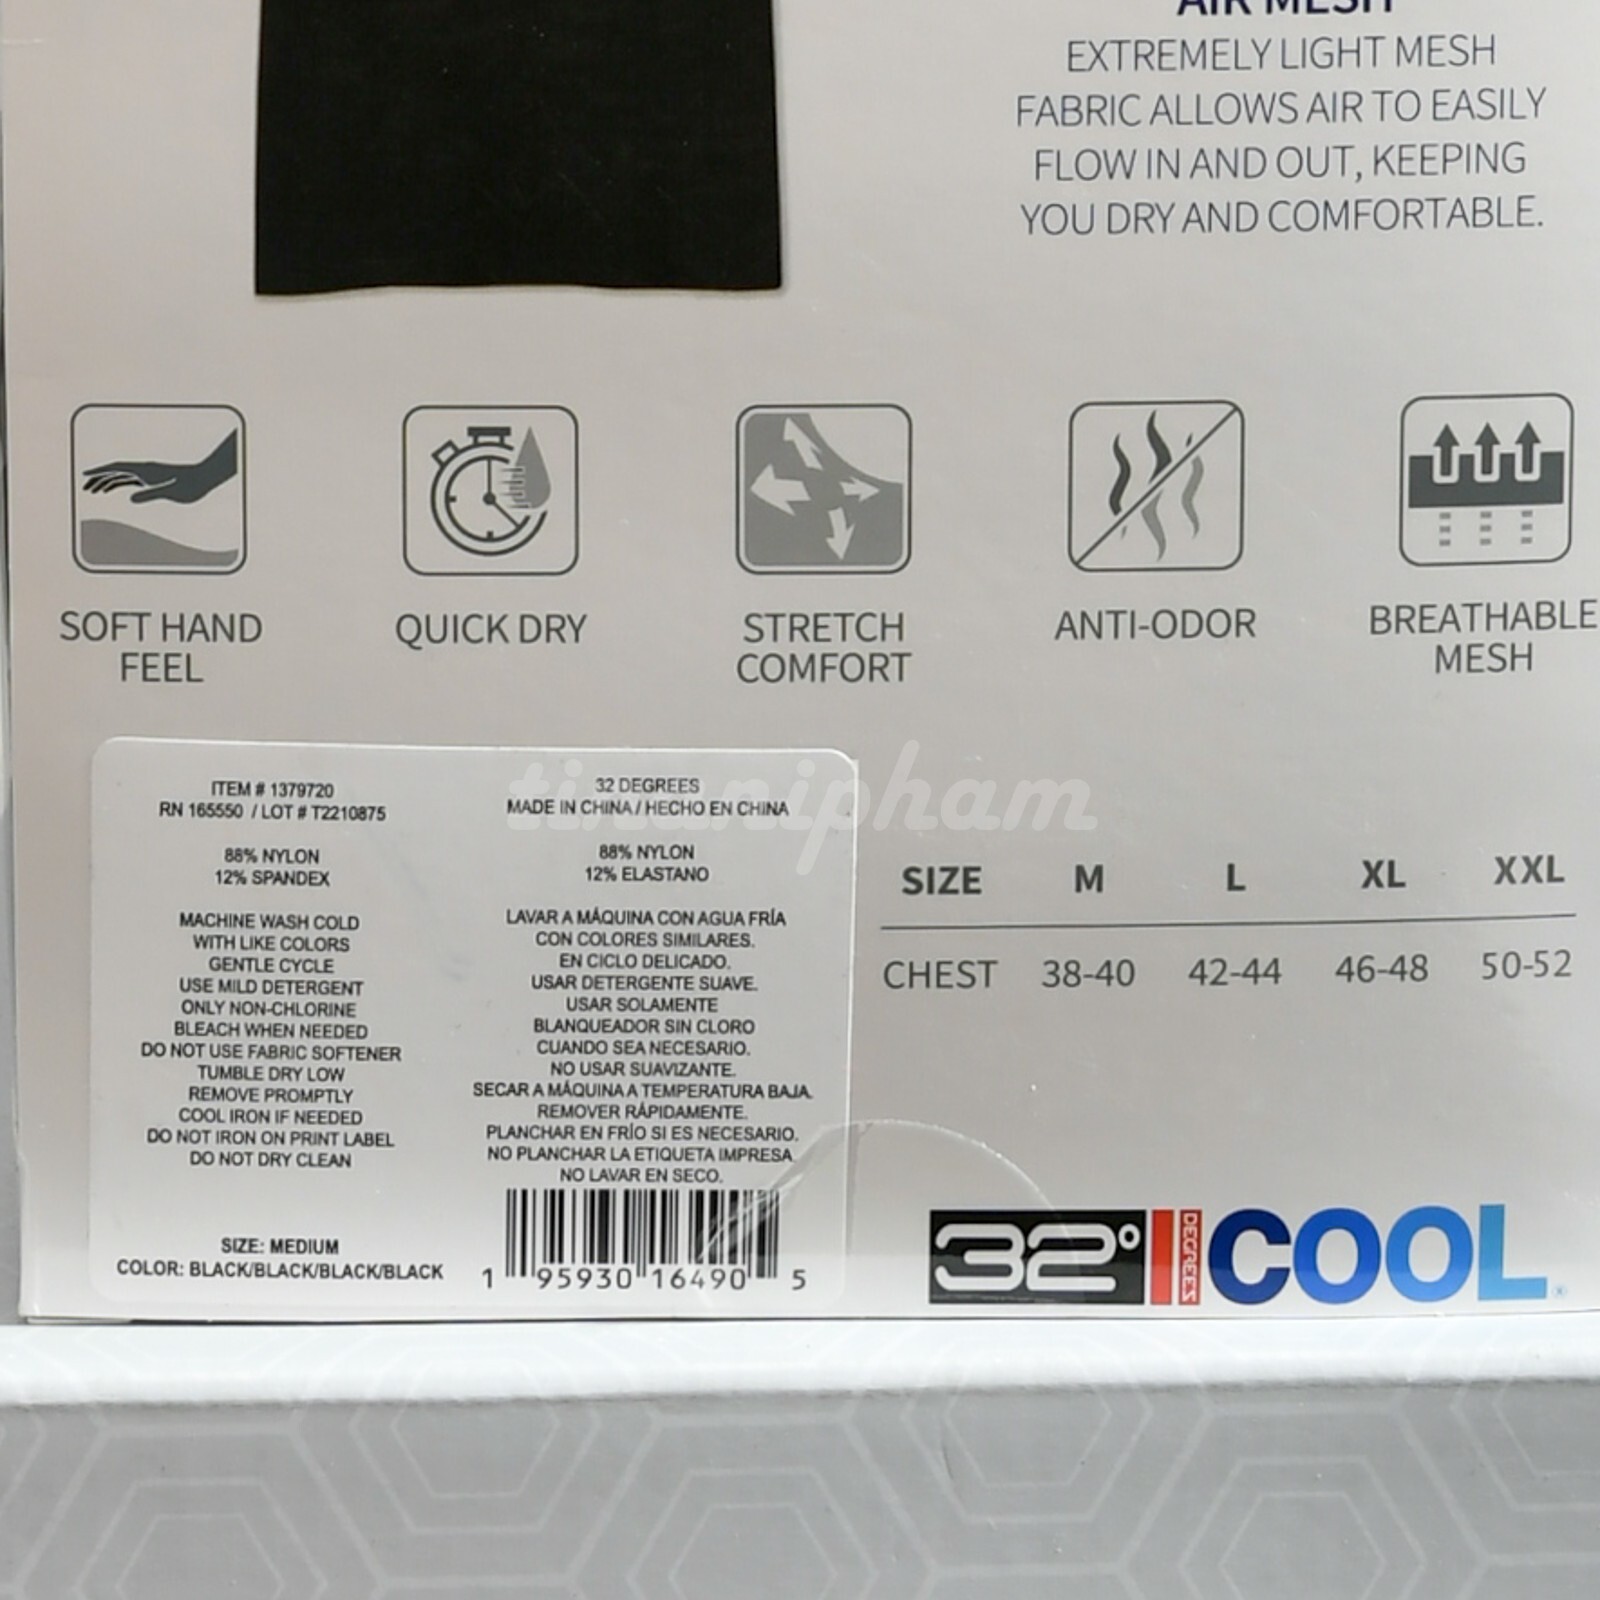 AIR MESH
EXTREMELY LIGHT MESH
FABRIC ALLOWS AIR TO EASILY
FLOW IN AND OUT, KEEPING
YOU DRY AND COMFORTABLE.
SOFT HAND
FEEL
QUICK DRY
STRETCH
COMFORT
ANTI-ODOR
BREATHABLE
MESH
ITEM # 1379720
RN 165550 / LOT # T2210875
88% NYLON
12% SPANDEX
MACHINE WASH COLD
WITH LIKE COLORS
GENTLE CYCLE
USE MILD DETERGENT
ONLY NON-CHLORINE
BLEACH WHEN NEEDED
DO NOT USE FABRIC SOFTENER
TUMBLE DRY LOW
REMOVE PROMPTLY
COOL IRON IF NEEDED
DO NOT IRON ON PRINT LABEL
DO NOT DRY CLEAN
SIZE: MEDIUM
COLOR: BLACK/BLACK/BLACK/BLACK
32 DEGREES
MADE IN CHINA / HECHO EN CHINA
88% NYLON
12% ELASTANO
LAVAR A MÁQUINA CON AGUA FRÍA
CON COLORES SIMILARES.
EN CICLO DELICADO.
USAR DETERGENTE SUAVE.
USAR SOLAMENTE
BLANQUEADOR SIN CLORO
CUANDO SEA NECESARIO.
NO USAR SUAVIZANTE.
SECAR A MÁQUINA A TEMPERATURA BAJA.
REMOVER RÁPIDAMENTE.
PLANCHAR EN FRÍO SI ES NECESARIO.
NO PLANCHAR LA ETIQUETA IMPRESA
NO LAVAR EN SECO.
1 95930 16490 5
tinanipham
SIZE M L XL XXL
CHEST 38-40 42-44 46-48 50-52
32° DEGREES COOL®